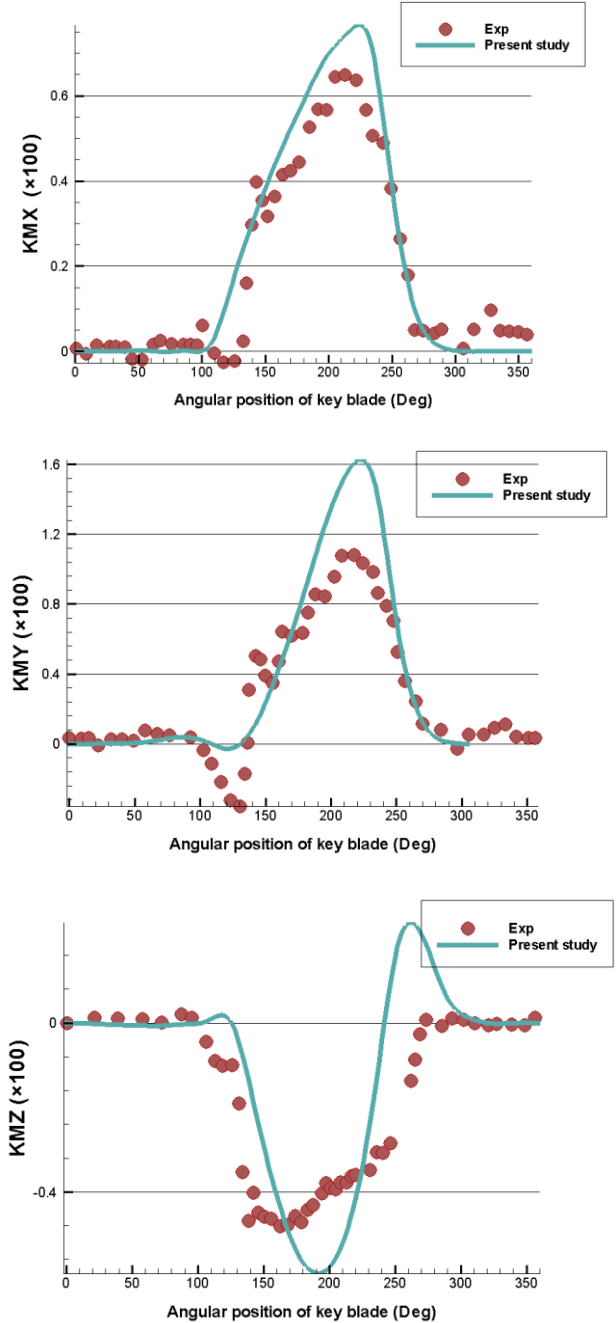 Exp
Present study
KMX (×100)
0.6
0.4
0.2
0
0 50 100 150 200 250 300 350
Angular position of key blade (Deg)
Exp
Present study
KMY (×100)
1.6
1.2
0.8
0.4
0
0 50 100 150 200 250 300 350
Angular position of key blade (Deg)
Exp
Present study
KMZ (×100)
0
-0.4
0 50 100 150 200 250 300 350
Angular position of key blade (Deg)